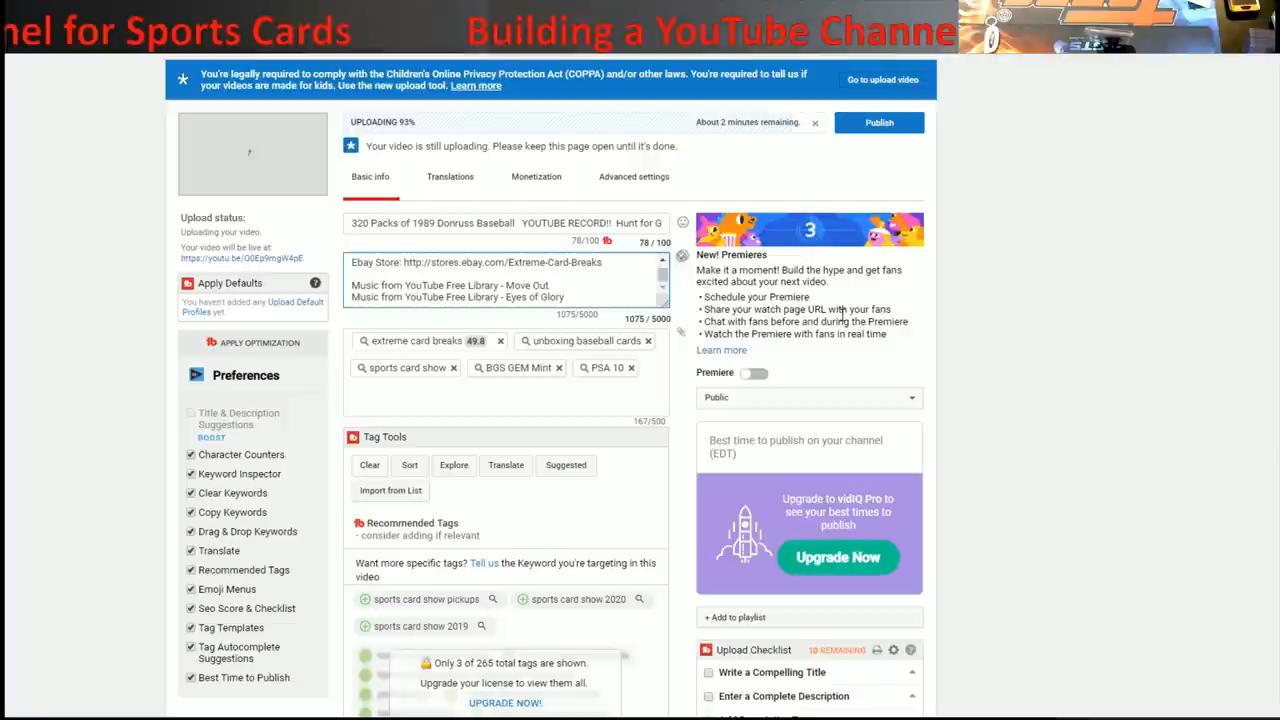 nel for Sports Cards Building a YouTube Channe
You're legally required to comply with the Children's Online Privacy Protection Act (COPPA) and/or other laws. You're required to tell us if
your videos are made for kids. Use the new upload tool. Learn more
Go to upload video
UPLOADING 93%
About 2 minutes remaining.
Publish
Your video is still uploading. Please keep this page open until it's done.
Basic info
Translations
Monetization
Advanced settings
Upload status:
Uploading your video.
Your video will be live at:
https://youtu.be/O0Ep9mgW4pE
Apply Defaults
You haven't added any Upload Default
Profiles yet.
APPLY OPTIMIZATION
Preferences
Title & Description
Suggestions
BOOST
Character Counters
Keyword Inspector
Clear Keywords
Copy Keywords
Drag & Drop Keywords
Translate
Recommended Tags
Emoji Menus
Seo Score & Checklist
Tag Templates
Tag Autocomplete
Suggestions
Best Time to Publish
320 Packs of 1989 Donruss Baseball YOUTUBE RECORD!! Hunt for G
78/100
78 / 100
Ebay Store: http://stores.ebay.com/Extreme-Card-Breaks
Music from YouTube Free Library - Move Out
Music from YouTube Free Library - Eyes of Glory
1075/5000
1075 / 5000
extreme card breaks 49.8
unboxing baseball cards
sports card show
BGS GEM Mint
PSA 10
167/500
Tag Tools
Clear
Sort
Explore
Translate
Suggested
Import from List
Recommended Tags
- consider adding if relevant
Want more specific tags? Tell us the Keyword you're targeting in this
video
sports card show pickups
sports card show 2020
sports card show 2019
Only 3 of 265 total tags are shown.
Upgrade your license to view them all.
UPGRADE NOW!
3
New! Premieres
Make it a moment! Build the hype and get fans
excited about your next video.
• Schedule your Premiere
• Share your watch page URL with your fans
• Chat with fans before and during the Premiere
• Watch the Premiere with fans in real time
Learn more
Premiere
Public
Best time to publish on your channel
(EDT)
Upgrade to vidIQ Pro to
see your best times to
publish
Upgrade Now
+ Add to playlist
Upload Checklist 10 REMAINING
Write a Compelling Title
Enter a Complete Description